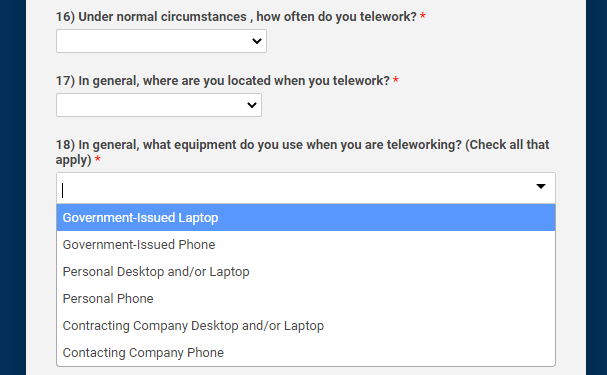 16) Under normal circumstances , how often do you telework? *
17) In general, where are you located when you telework? *
18) In general, what equipment do you use when you are teleworking? (Check all that
apply) *
Government-Issued Laptop
Government-Issued Phone
Personal Desktop and/or Laptop
Personal Phone
Contracting Company Desktop and/or Laptop
Contacting Company Phone